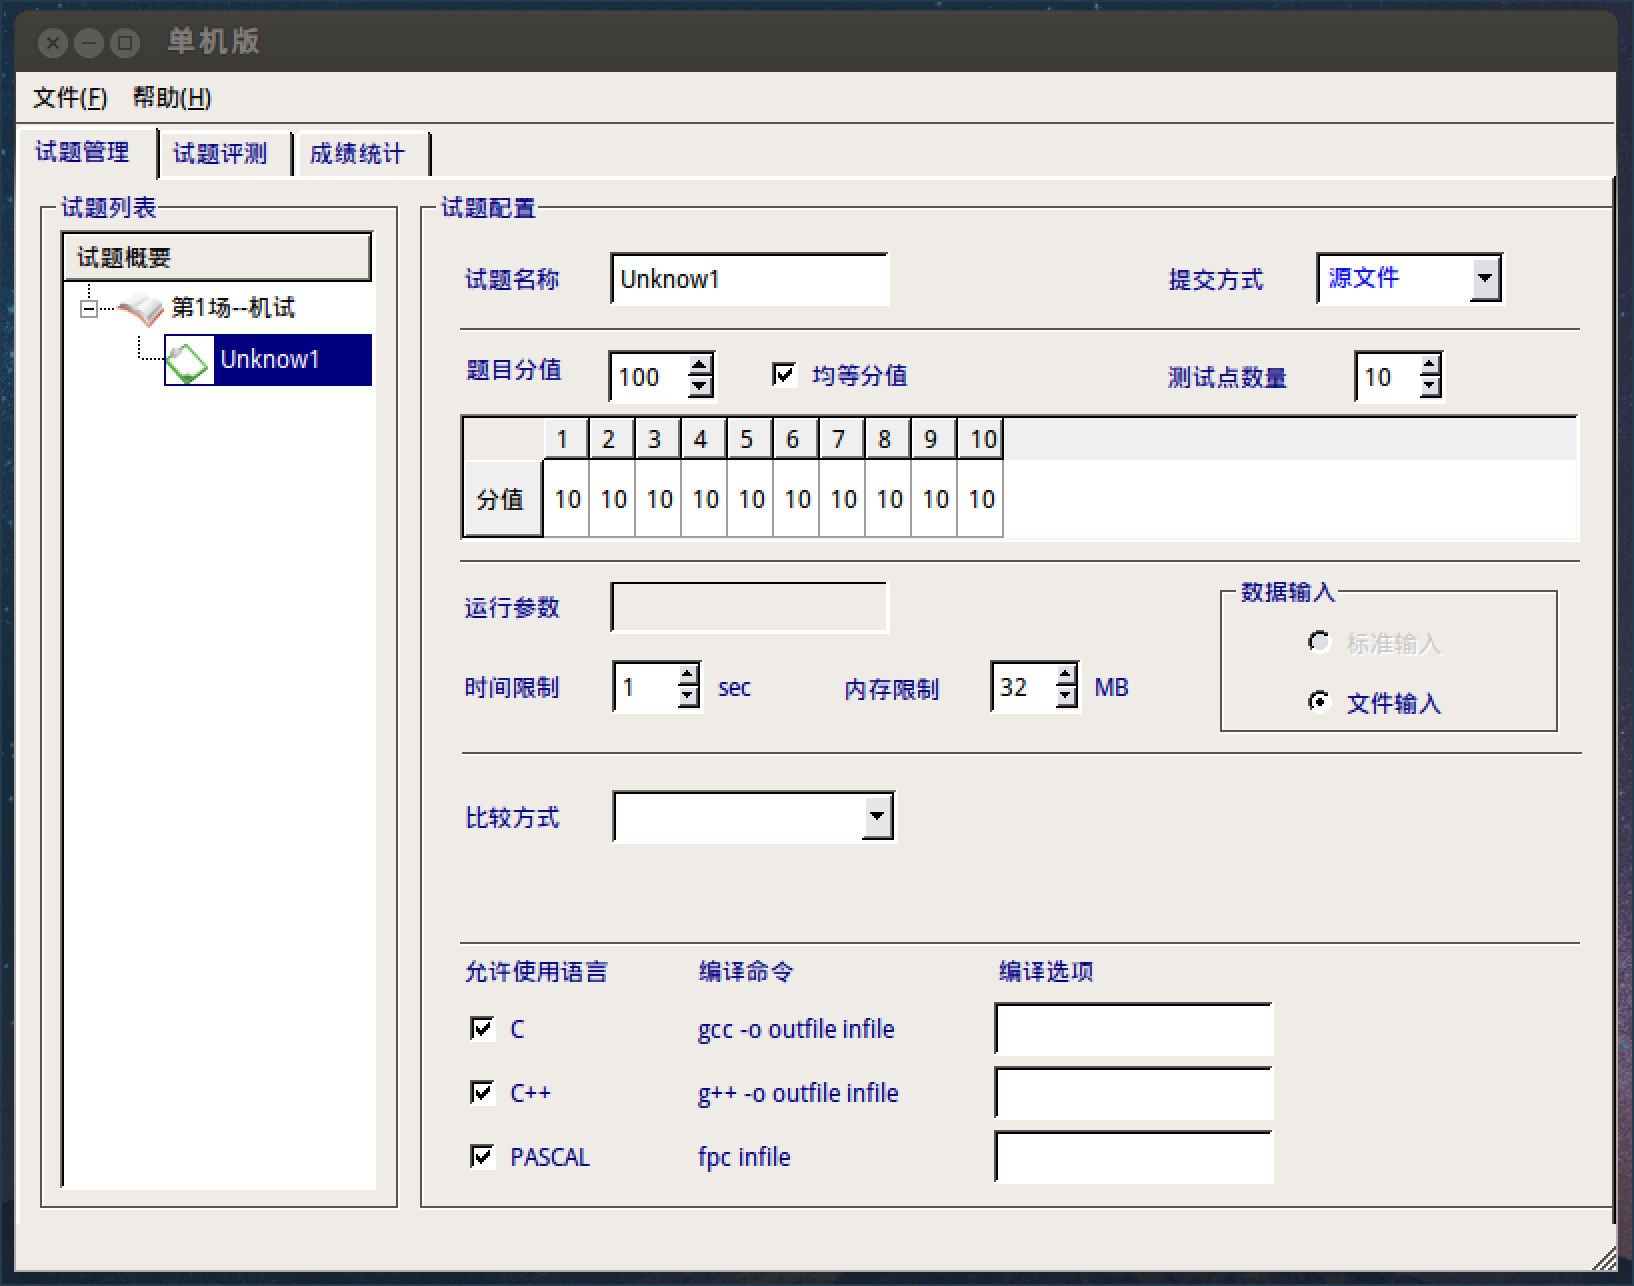 单机版
文件(F) 帮助(H)
试题管理 试题评测 成绩统计
试题列表
试题概要
第1场--机试
Unknow1
试题配置
试题名称 Unknow1 提交方式 源文件
题目分值 100 均等分值 测试点数量 10
1 2 3 4 5 6 7 8 9 10
分值 10 10 10 10 10 10 10 10 10 10
运行参数
时间限制 1 sec 内存限制 32 MB
数据输入
标准输入
文件输入
比较方式
允许使用语言 编译命令 编译选项
C gcc -o outfile infile
C++ g++ -o outfile infile
PASCAL fpc infile